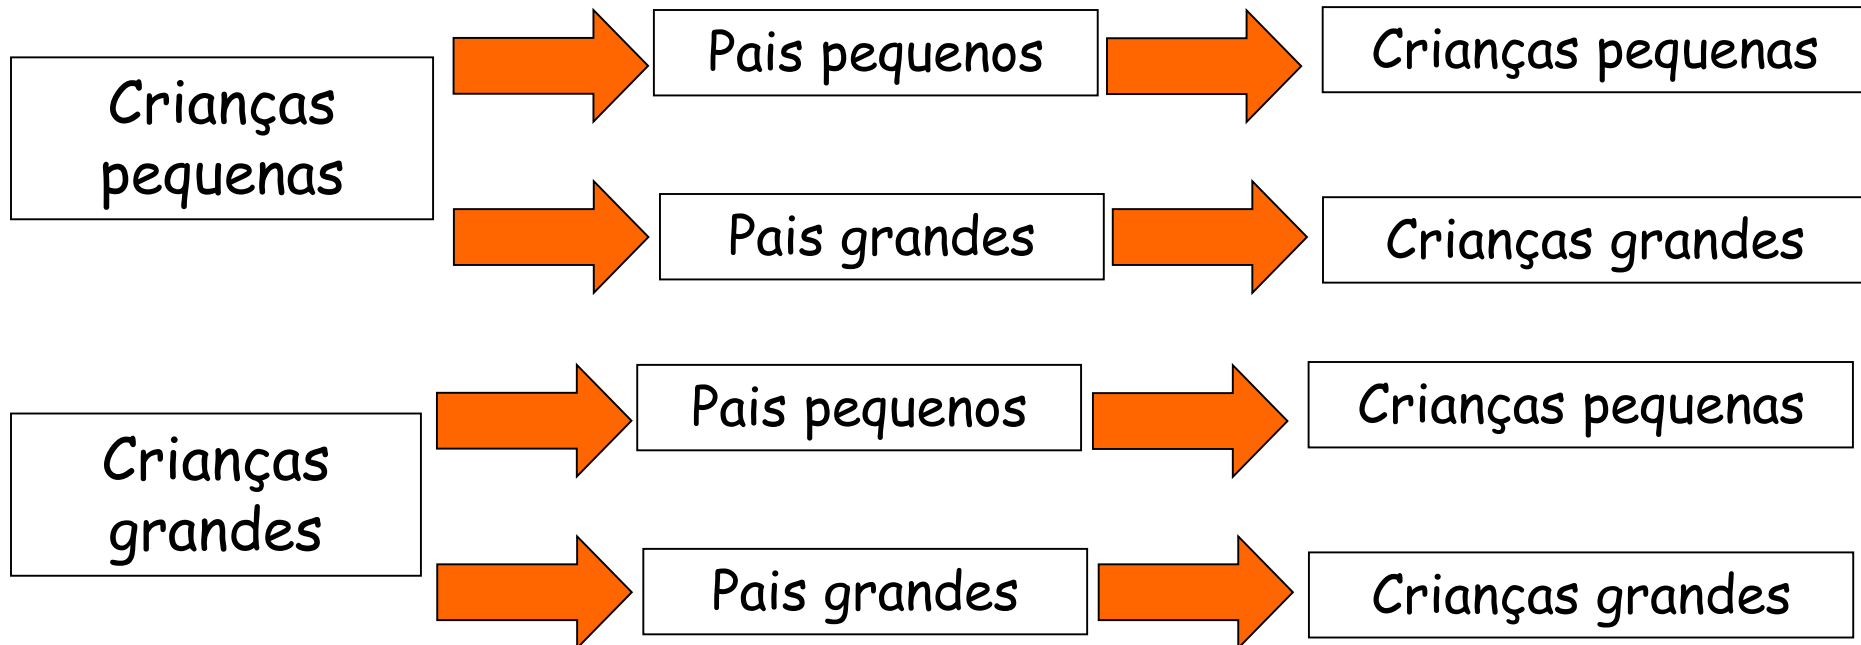 Crianças
pequenas
Pais pequenos
Crianças pequenas
Pais grandes
Crianças grandes
Crianças
grandes
Pais pequenos
Crianças pequenas
Pais grandes
Crianças grandes